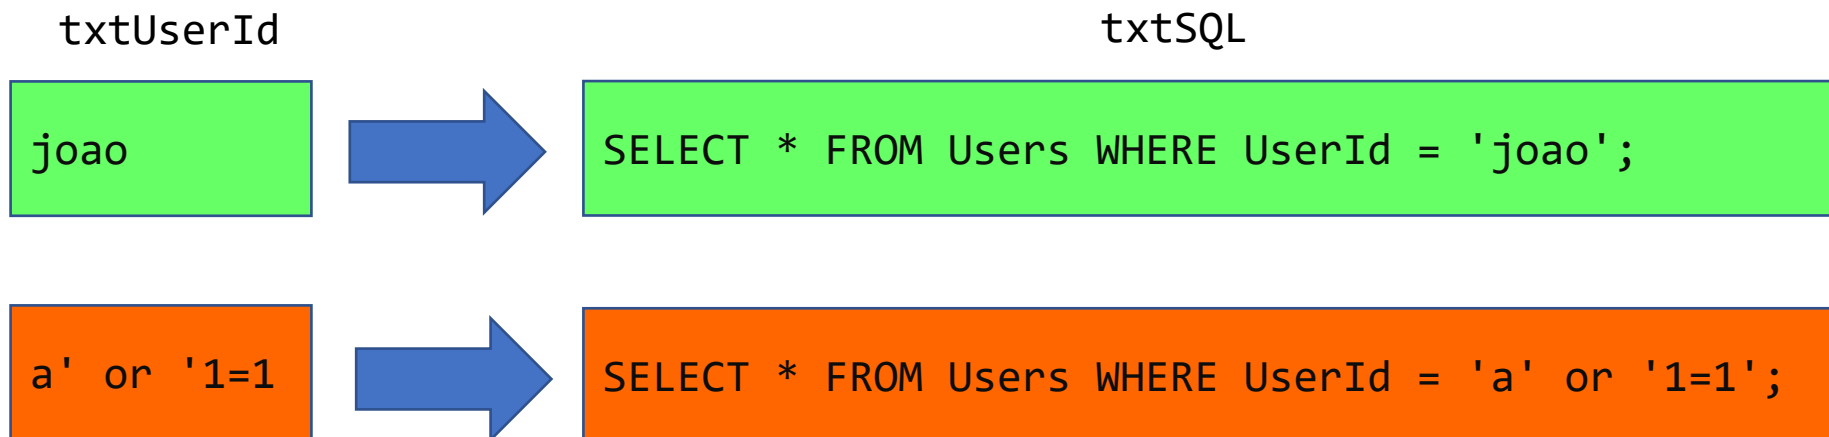 txtUserId
txtSQL
joao
SELECT * FROM Users WHERE UserId = 'joao';
a' or '1=1
SELECT * FROM Users WHERE UserId = 'a' or '1=1';